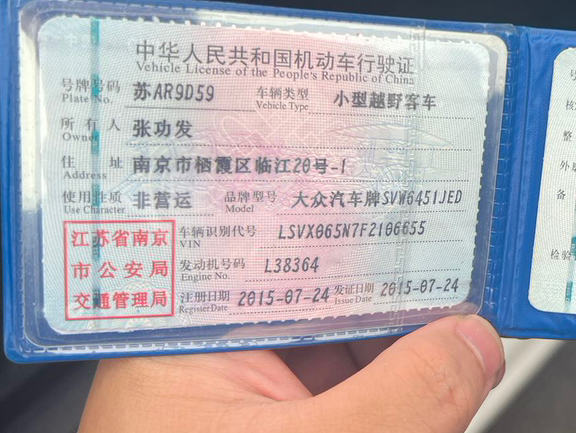 中华人民共和国机动车行驶证
Vehicle License of the People's Republic of China
号牌号码 苏AR9D59 车辆类型 小型越野客车
Plate No. Vehicle Type
所有人 张功发
Owner
住址 南京市栖霞区临江20号-1
Address
使用性质 非营运 品牌型号 大众汽车牌SVW6451JED
Use Character Model
江苏省南京
市公安局
交通管理局
车辆识别代号 LSVX065N7F2106655
VIN
发动机号码 L38364
Engine No.
注册日期 2015-07-24 发证日期 2015-07-24
Register Date Issue Date
号
核
整
外
备
检验